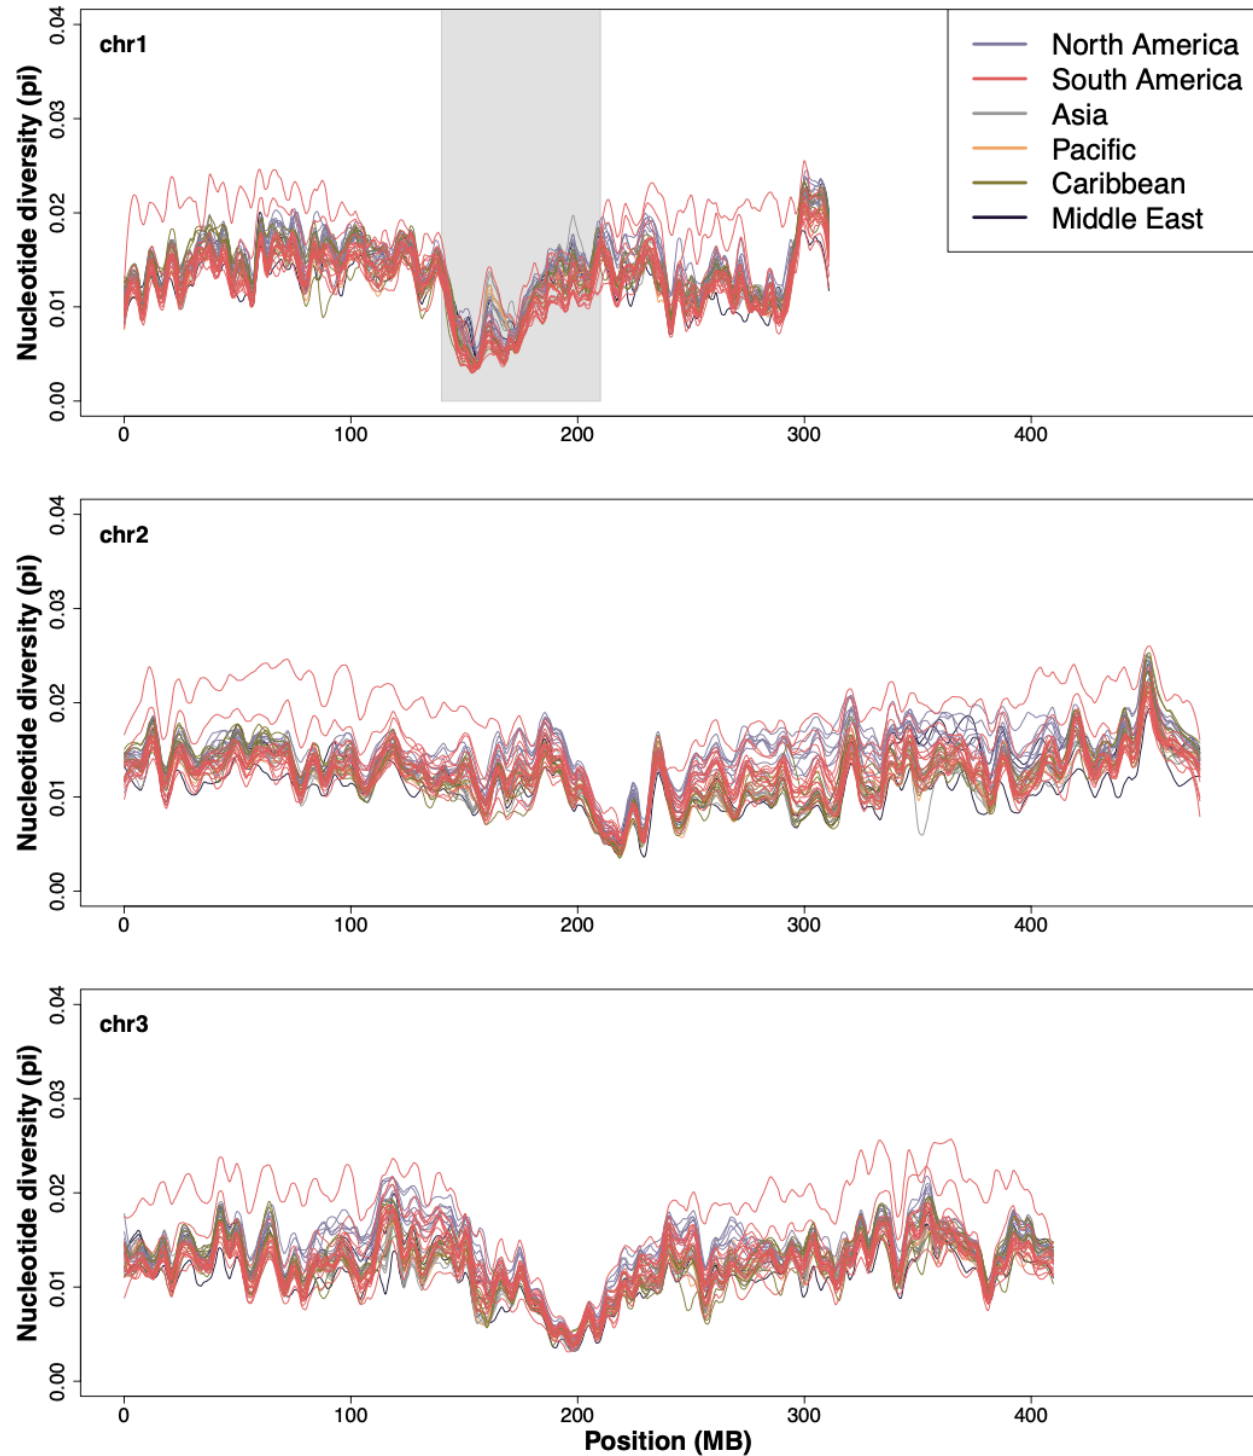 chr1
North America
South America
Asia
Pacific
Caribbean
Middle East
Nucleotide diversity (pi)
0.04
0.03
0.02
0.01
0.00
0 100 200 300 400
chr2
Nucleotide diversity (pi)
0.04
0.03
0.02
0.01
0.00
0 100 200 300 400
chr3
Nucleotide diversity (pi)
0.04
0.03
0.02
0.01
0.00
0 100 200 300 400
Position (MB)